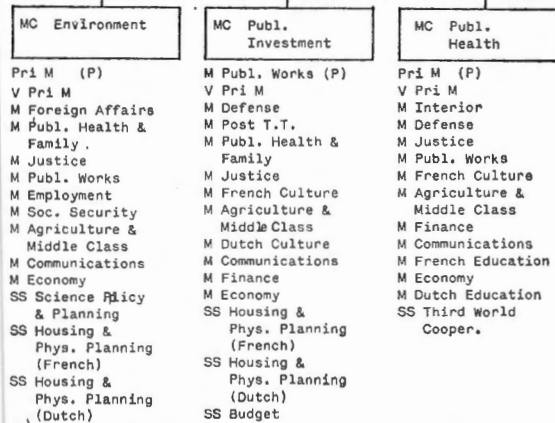 MC Environment
Pri M (P)
V Pri M
M Foreign Affairs
M Publ. Health &
Family .
M Justice
M Publ. Works
M Employment
M Soc. Security
M Agriculture &
Middle Class
M Communications
M Economy
SS Science Policy
& Planning
SS Housing &
Phys. Planning
(French)
SS Housing &
Phys. Planning
(Dutch)
MC Publ.
Investment
M Publ. Works (P)
V Pri M
M Defense
M Post T.T.
M Publ. Health &
Family
M Justice
M French Culture
M Agriculture &
Middle Class
M Dutch Culture
M Communications
M Finance
M Economy
SS Housing &
Phys. Planning
(French)
SS Housing &
Phys. Planning
(Dutch)
SS Budget
MC Publ.
Health
Pri M (P)
V Pri M
M Interior
M Defense
M Justice
M Publ. Works
M French Culture
M Agriculture &
Middle Class
M Finance
M Communications
M French Education
M Economy
M Dutch Education
SS Third World
Cooper.